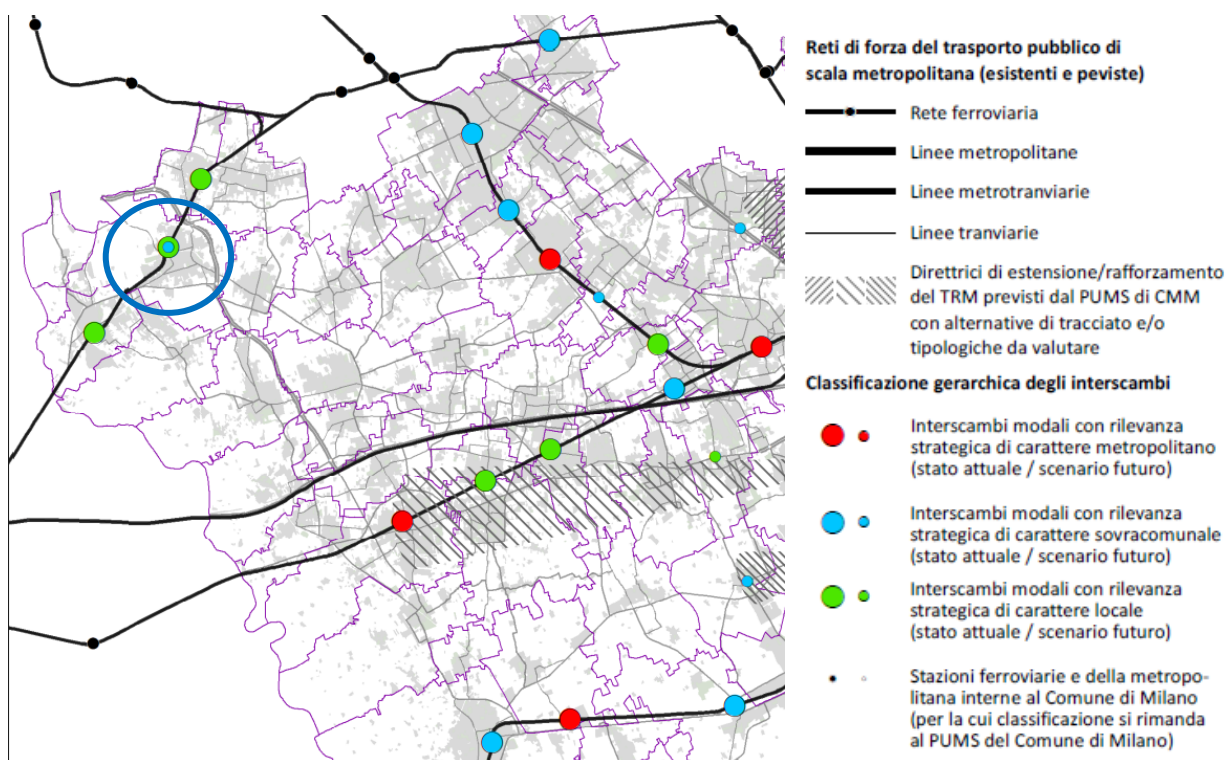 Reti di forza del trasporto pubblico di
scala metropolitana (esistenti e peviste)
Rete ferroviaria
Linee metropolitane
Linee metrotranviarie
Linee tranviarie
Direttrici di estensione/rafforzamento
del TRM previsti dal PUMS di CMM
con alternative di tracciato e/o
tipologiche da valutare
Classificazione gerarchica degli interscambi
Interscambi modali con rilevanza
strategica di carattere metropolitano
(stato attuale / scenario futuro)
Interscambi modali con rilevanza
strategica di carattere sovracomunale
(stato attuale / scenario futuro)
Interscambi modali con rilevanza
strategica di carattere locale
(stato attuale / scenario futuro)
Stazioni ferroviarie e della metropo-
litana interne al Comune di Milano
(per la cui classificazione si rimanda
al PUMS del Comune di Milano)